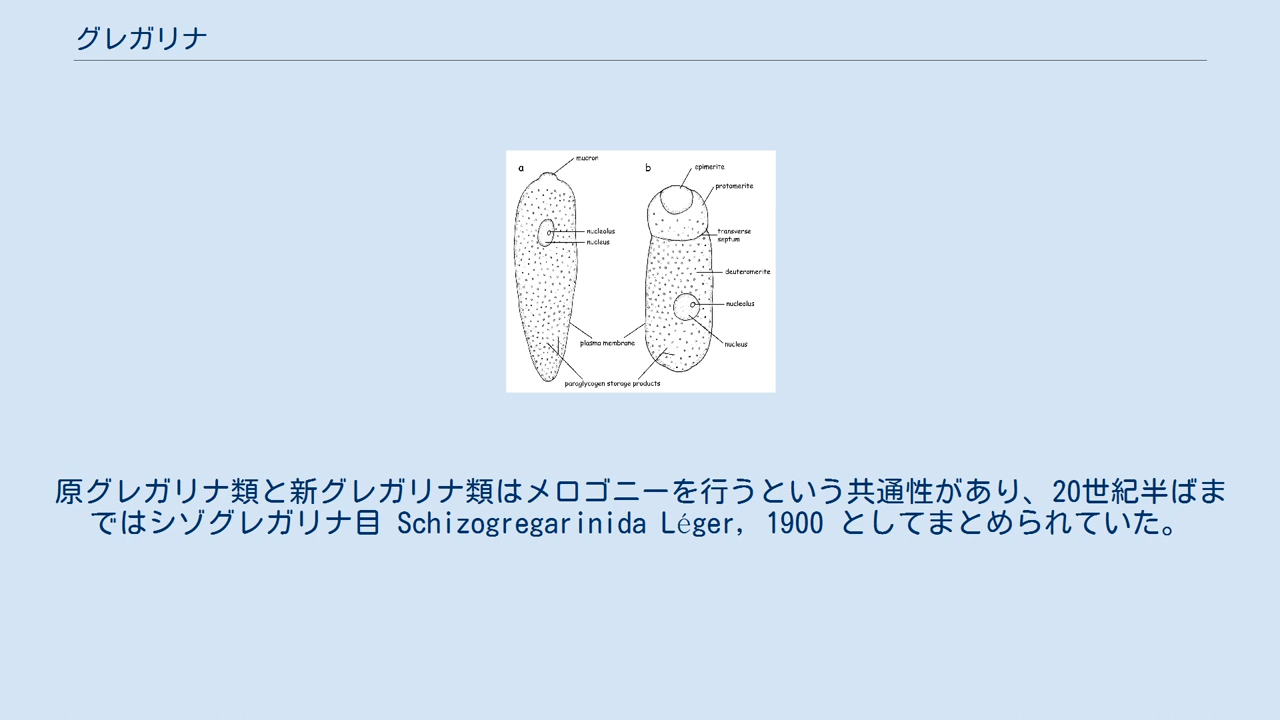 グレガリナ
a
mucron
nucleolus
nucleus
plasma membrane
paraglycogen storage products
b
epimerite
protomerite
transverse
septum
deuteromerite
nucleolus
nucleus
原グレガリナ類と新グレガリナ類はメロゴニーを行うという共通性があり、20世紀半ばま
ではシゾグレガリナ目 Schizogregarinida Léger, 1900 としてまとめられていた。